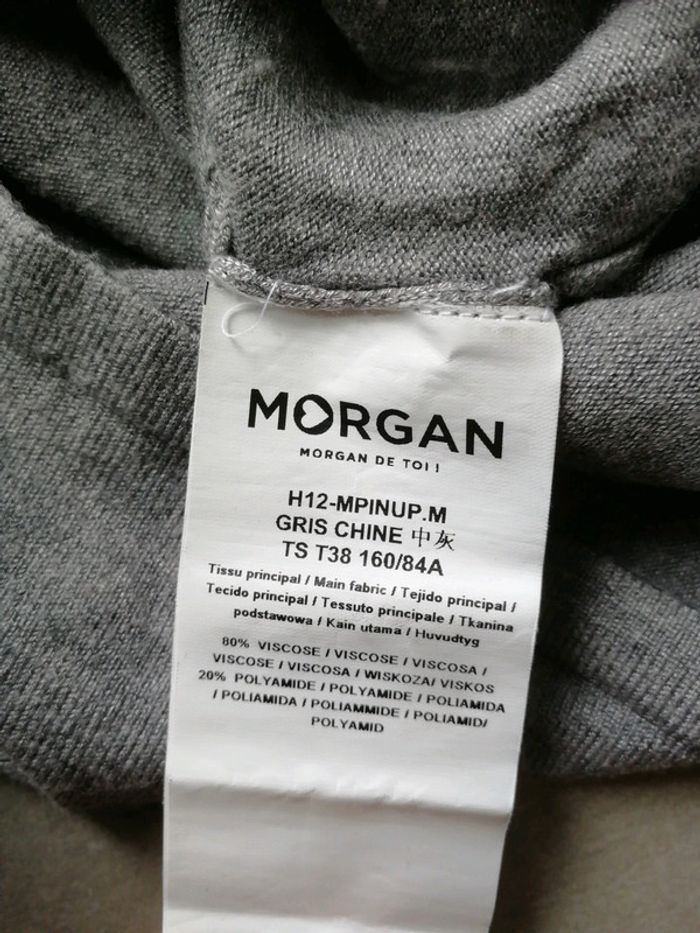 MORGAN
MORGAN DE TOI !
H12-MPINUP.M
GRIS CHINE 中灰
TS T38 160/84A
Tissu principal / Main fabric / Tejido principal /
Tecido principal / Tessuto principale / Tkanina
podstawowa / Kain utama / Huvudtyg
80% VISCOSE / VISCOSE / VISCOSA /
VISCOSE / VISCOSA / WISKOZA/ VISKOS
20% POLYAMIDE / POLYAMIDE / POLIAMIDA
/ POLIAMIDA / POLIAMMIDE / POLIAMID/
POLYAMID